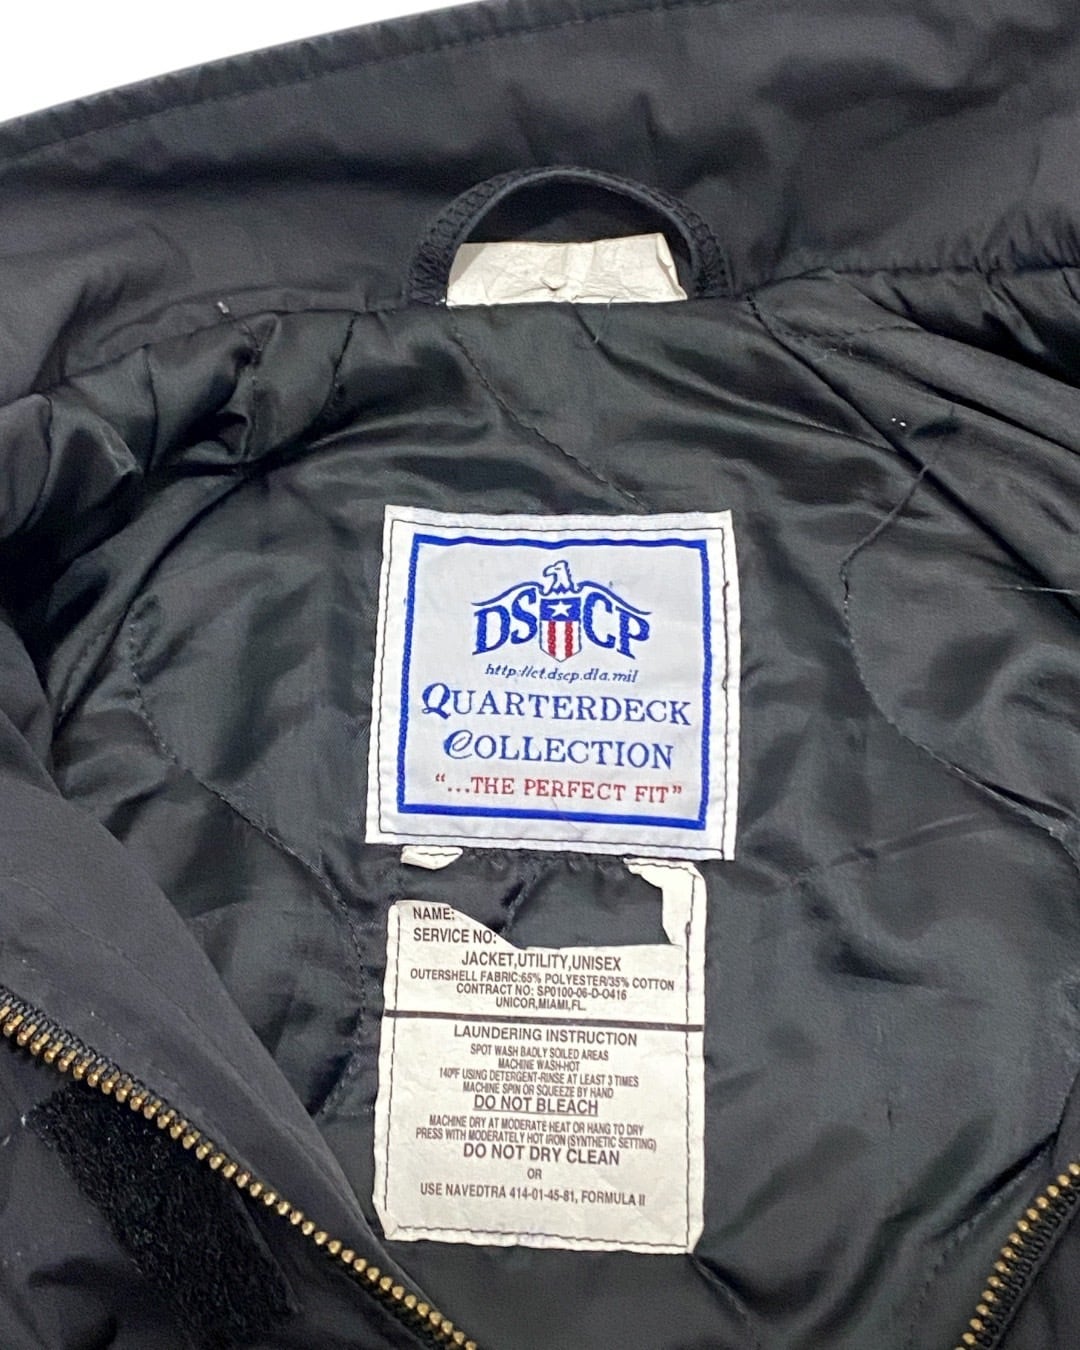 DSCP
http://ct.dscp.dla.mil
QUARTERDECK
COLLECTION
"...THE PERFECT FIT"
NAME:
SERVICE NO:
JACKET,UTILITY,UNISEX
OUTERSHELL FABRIC:65% POLYESTER/35% COTTON
CONTRACT NO: SP0100-06-D-O416
UNICOR,MIAMI,FL.
LAUNDERING INSTRUCTION
SPOT WASH BADLY SOILED AREAS
MACHINE WASH-HOT
140°F USING DETERGENT-RINSE AT LEAST 3 TIMES
MACHINE SPIN OR SQUEEZE BY HAND
DO NOT BLEACH
MACHINE DRY AT MODERATE HEAT OR HANG TO DRY
PRESS WITH MODERATELY HOT IRON (SYNTHETIC SETTING)
DO NOT DRY CLEAN
OR
USE NAVEDTRA 414-01-45-81, FORMULA II